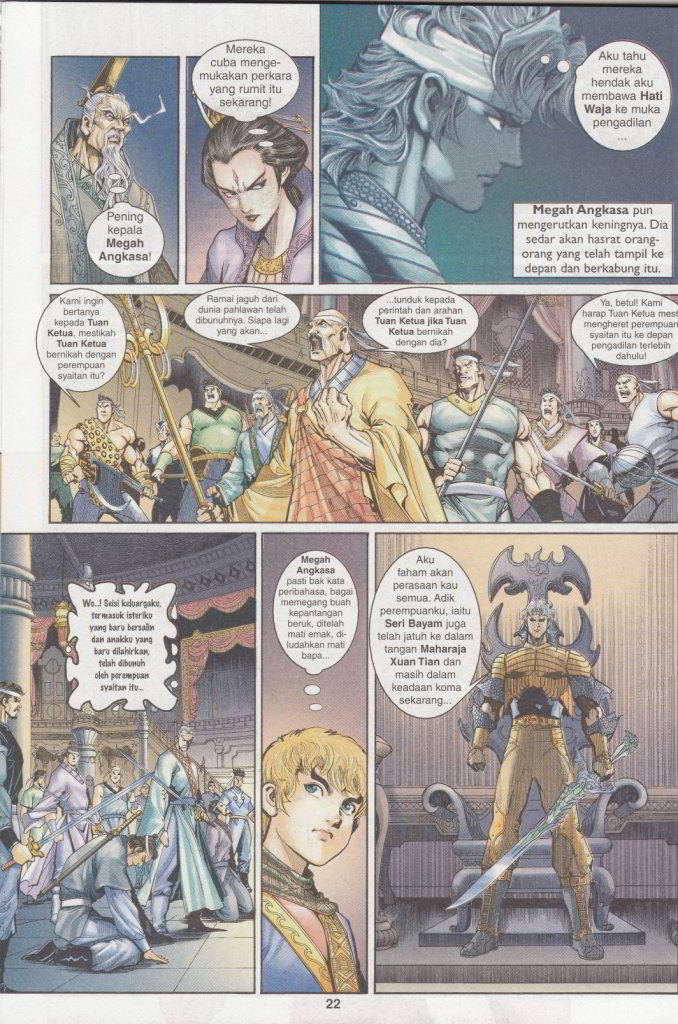 Mereka
cuba menge-
mukakan perkara
yang rumit itu
sekarang!
Pening
kepala
Megah
Angkasa!
Aku tahu
mereka
hendak aku
membawa Hati
Waja ke muka
pengadilan
...
Megah Angkasa pun
mengerutkan keningnya. Dia
sedar akan hasrat orang-
orang yang telah tampil ke
depan dan berkabung itu.
Kami ingin
bertanya
kepada Tuan
Ketua, mestikah
Tuan Ketua
bernikah dengan
perempuan
syaitan itu?
Ramai jaguh dari
dunia pahlawan telah
dibunuhnya. Siapa lagi
yang akan...
...tunduk kepada
perintah dan arahan
Tuan Ketua jika Tuan
Ketua bernikah
dengan dia?
Ya, betul! Kami
harap Tuan Ketua mesti
mengheret perempuan
syaitan itu ke depan
pengadilan terlebih
dahulu!
Wo..! Seisi keluargaku,
termasuk isteriku
yang baru bersalin
dan anakku yang
baru dilahirkan,
telah dibunuh
oleh perempuan
syaitan itu...
Megah
Angkasa
pasti bak kata
peribahasa, bagai
memegang buah
kepantangan
beruk, ditelah
mati emak, di-
ludahkan mati
bapa...
Aku
faham akan
perasaan kau
semua. Adik
perempuanku, iaitu
Seri Bayam juga
telah jatuh ke dalam
tangan Maharaja
Xuan Tian dan
masih dalam
keadaan koma
sekarang...
22